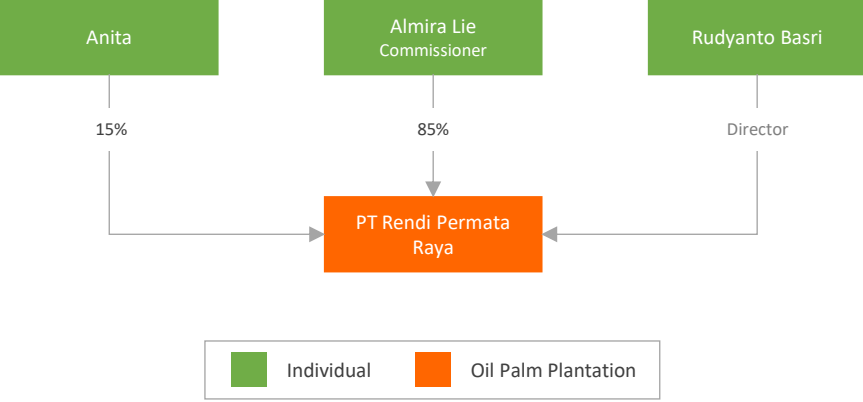 Anita
Almira Lie
Commissioner
Rudyanto Basri
15%
85%
Director
PT Rendi Permata
Raya
Individual
Oil Palm Plantation